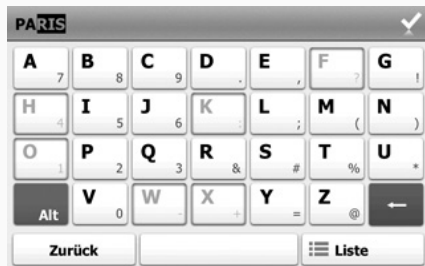 PARIS
A 7 B 8 C 9 D . E , F ? G !
H 4 I 5 J 6 K : L ; M ( N )
O 1 P 2 Q 3 R & S # T % U *
Alt V 0 W - X + Y = Z @ ←
Zurück Liste